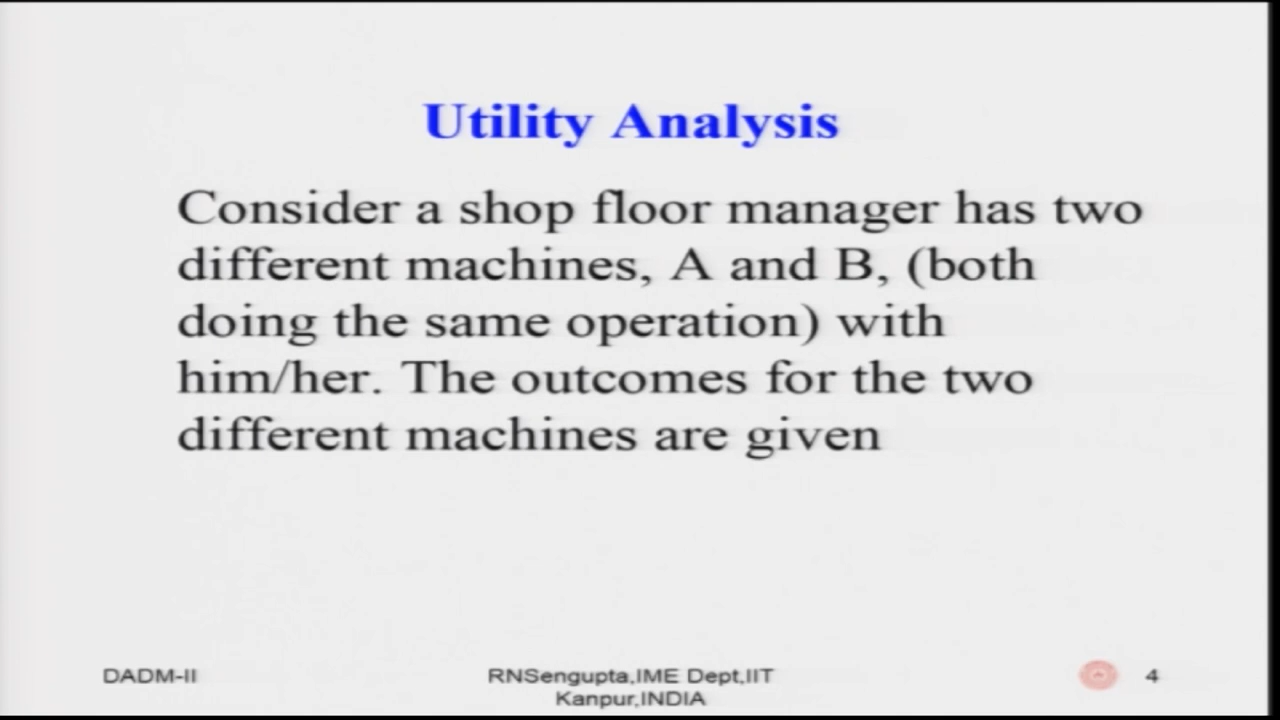 Utility Analysis
Consider a shop floor manager has two
different machines, A and B, (both
doing the same operation) with
him/her. The outcomes for the two
different machines are given
DADM-II
RNSengupta,IME Dept,IIT
Kanpur,INDIA
4